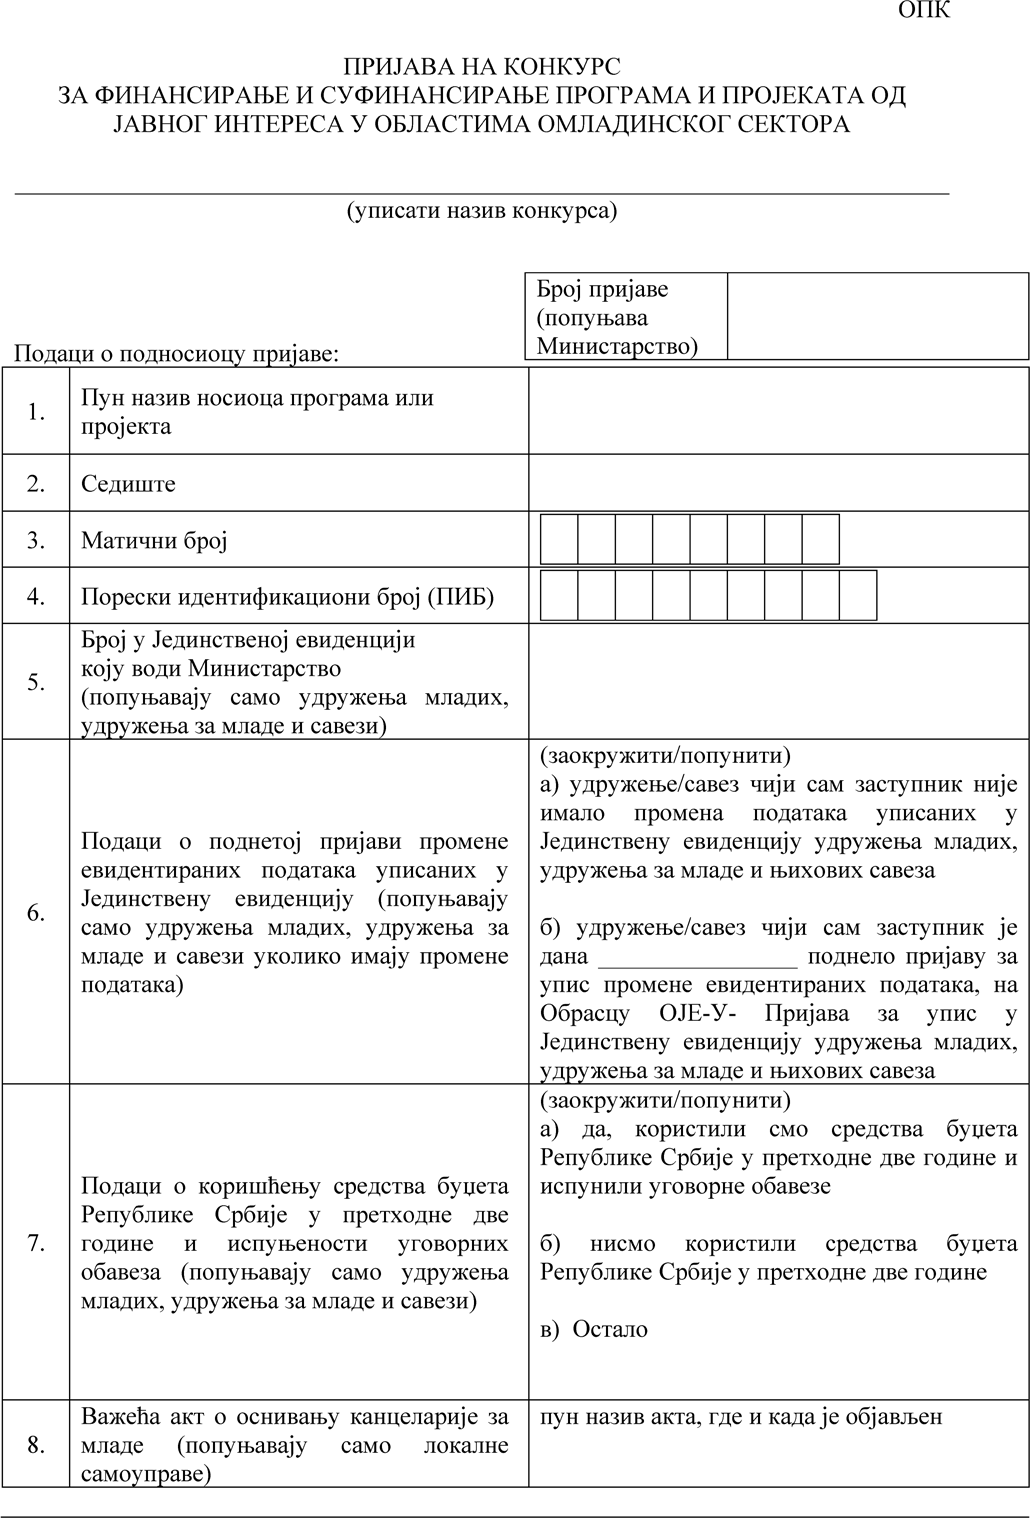 ОПК
ПРИЈАВА НА КОНКУРС
ЗА ФИНАНСИРАЊЕ И СУФИНАНСИРАЊЕ ПРОГРАМА И ПРОЈЕКАТА ОД
ЈАВНОГ ИНТЕРЕСА У ОБЛАСТИМА ОМЛАДИНСКОГ СЕКТОРА
(уписати назив конкурса)
Број пријаве
(попуњава
Министарство)
Подаци о подносиоцу пријаве:
1.
Пун назив носиоца програма или
пројекта
2.
Седиште
3.
Матични број
4.
Порески идентификациони број (ПИБ)
5.
Број у Јединственој евиденцији
коју води Министарство
(попуњавају само удружења младих,
удружења за младе и савези)
6.
Подаци о поднетој пријави промене
евидентираних података уписаних у
Јединствену евиденцију (попуњавају
само удружења младих, удружења за
младе и савези уколико имају промене
података)
(заокружити/попунити)
а) удружење/савез чији сам заступник није
имало промена података уписаних у
Јединствену евиденцију удружења младих,
удружења за младе и њихових савеза
б) удружење/савез чији сам заступник је
дана ________________ поднело пријаву за
упис промене евидентираних података, на
Обрасцу ОЈЕ-У- Пријава за упис у
Јединствену евиденцију удружења младих,
удружења за младе и њихових савеза
7.
Подаци о коришћењу средства буџета
Републике Србије у претходне две
године и испуњености уговорних
обавеза (попуњавају само удружења
младих, удружења за младе и савези)
(заокружити/попунити)
а) да, користили смо средства буџета
Републике Србије у претходне две године и
испунили уговорне обавезе
б) нисмо користили средства буџета
Републике Србије у претходне две године
в) Остало
8.
Важећа акт о оснивању канцеларије за
младе (попуњавају само локалне
самоуправе)
пун назив акта, где и када је објављен